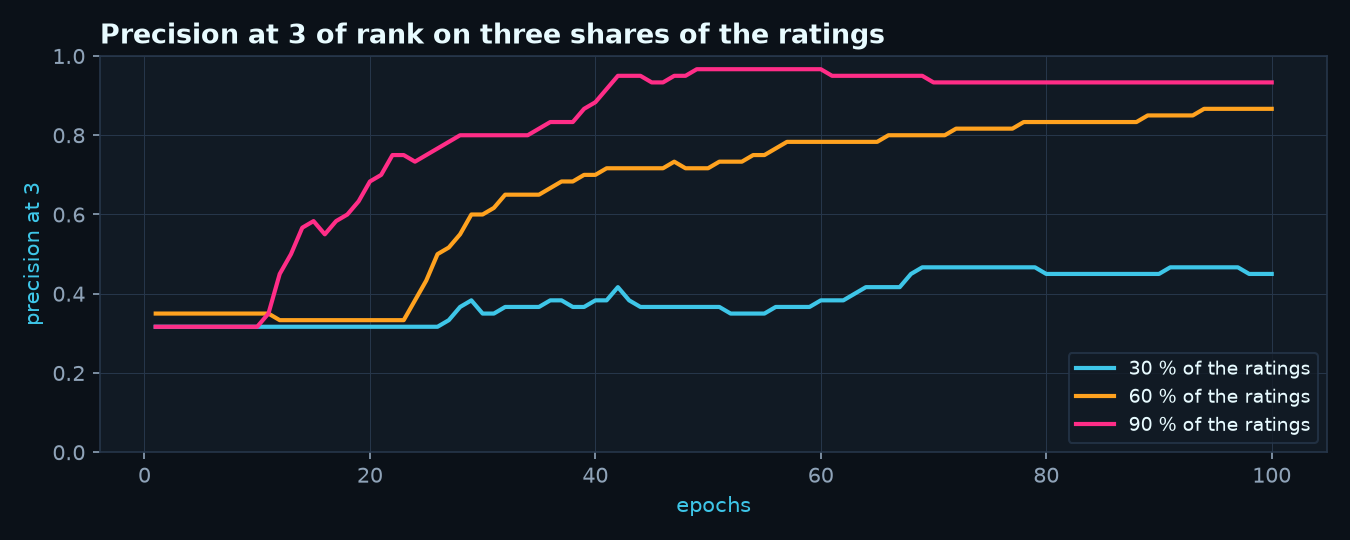 Precision at 3 of rank on three shares of the ratings
1.0
0.8
0.6
0.4
0.2
0.0
precision at 3
0 20 40 60 80 100
epochs
30 % of the ratings
60 % of the ratings
90 % of the ratings